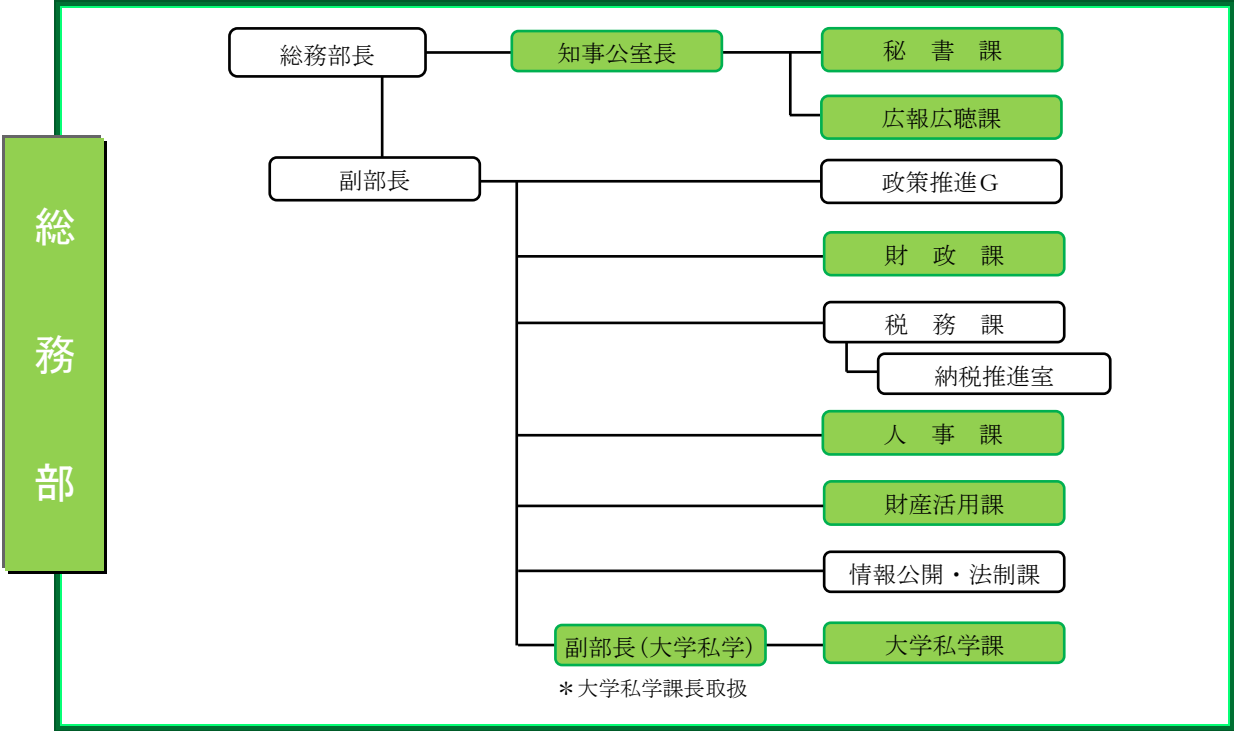 総務部
総務部長
知事公室長
秘　書　課
広報広聴課
副部長
政策推進G
財　政　課
税　務　課
納税推進室
人　事　課
財産活用課
情報公開・法制課
副部長(大学私学)
大学私学課
＊大学私学課長取扱